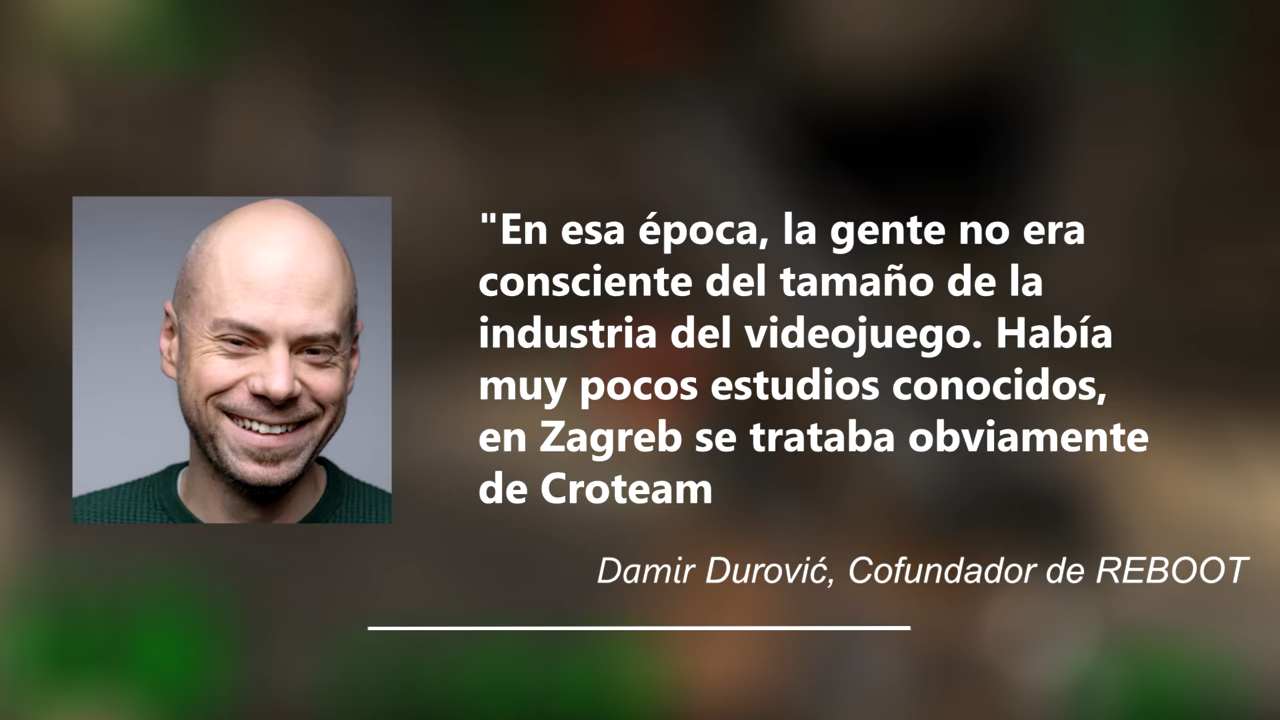 "En esa época, la gente no era
consciente del tamaño de la
industria del videojuego. Había
muy pocos estudios conocidos,
en Zagreb se trataba obviamente
de Croteam
Damir Durović, Cofundador de REBOOT